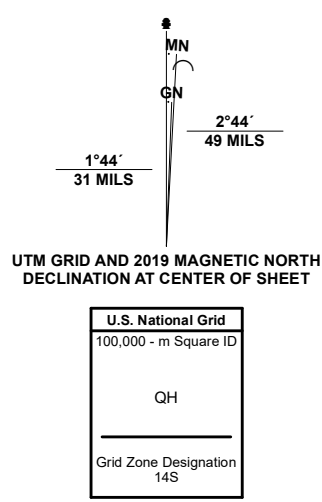 MN
GN
2°44´
49 MILS
1°44´
31 MILS
UTM GRID AND 2019 MAGNETIC NORTH
DECLINATION AT CENTER OF SHEET
U.S. National Grid
100,000 - m Square ID
QH
Grid Zone Designation
14S